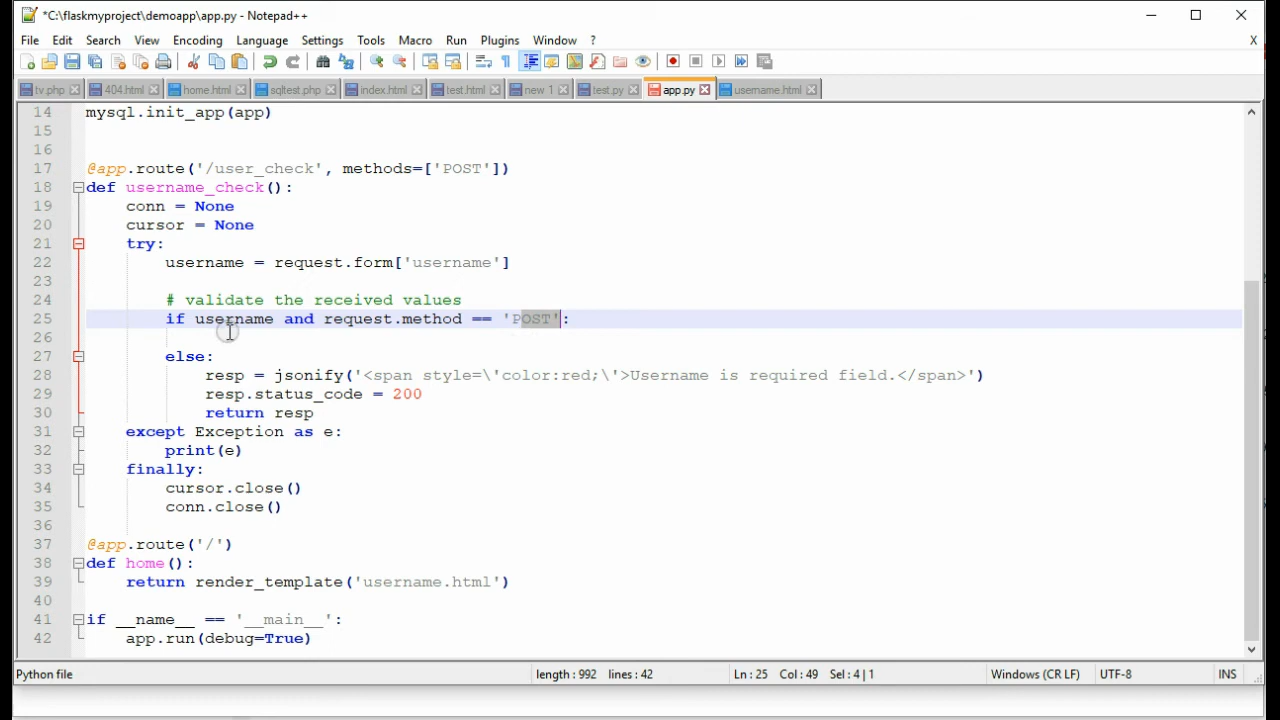 *C:\flaskmyproject\demoapp\app.py - Notepad++
File Edit Search View Encoding Language Settings Tools Macro Run Plugins Window ? X
tv.php 404.html home.html sqltest.php index.html test.html new 1 test.py app.py username.html
14 mysql.init_app(app)
15
16
17 @app.route('/user_check', methods=['POST'])
18 def username_check():
19 conn = None
20 cursor = None
21 try:
22 username = request.form['username']
23
24 # validate the received values
25 if username and request.method == 'POST':
26
27 else:
28 resp = jsonify('<span style=\'color:red;\'>Username is required field.</span>')
29 resp.status_code = 200
30 return resp
31 except Exception as e:
32 print(e)
33 finally:
34 cursor.close()
35 conn.close()
36
37 @app.route('/')
38 def home():
39 return render_template('username.html')
40
41 if __name__ == '__main__':
42 app.run(debug=True)
Python file length : 992 lines : 42 Ln : 25 Col : 49 Sel : 4 | 1 Windows (CR LF) UTF-8 INS